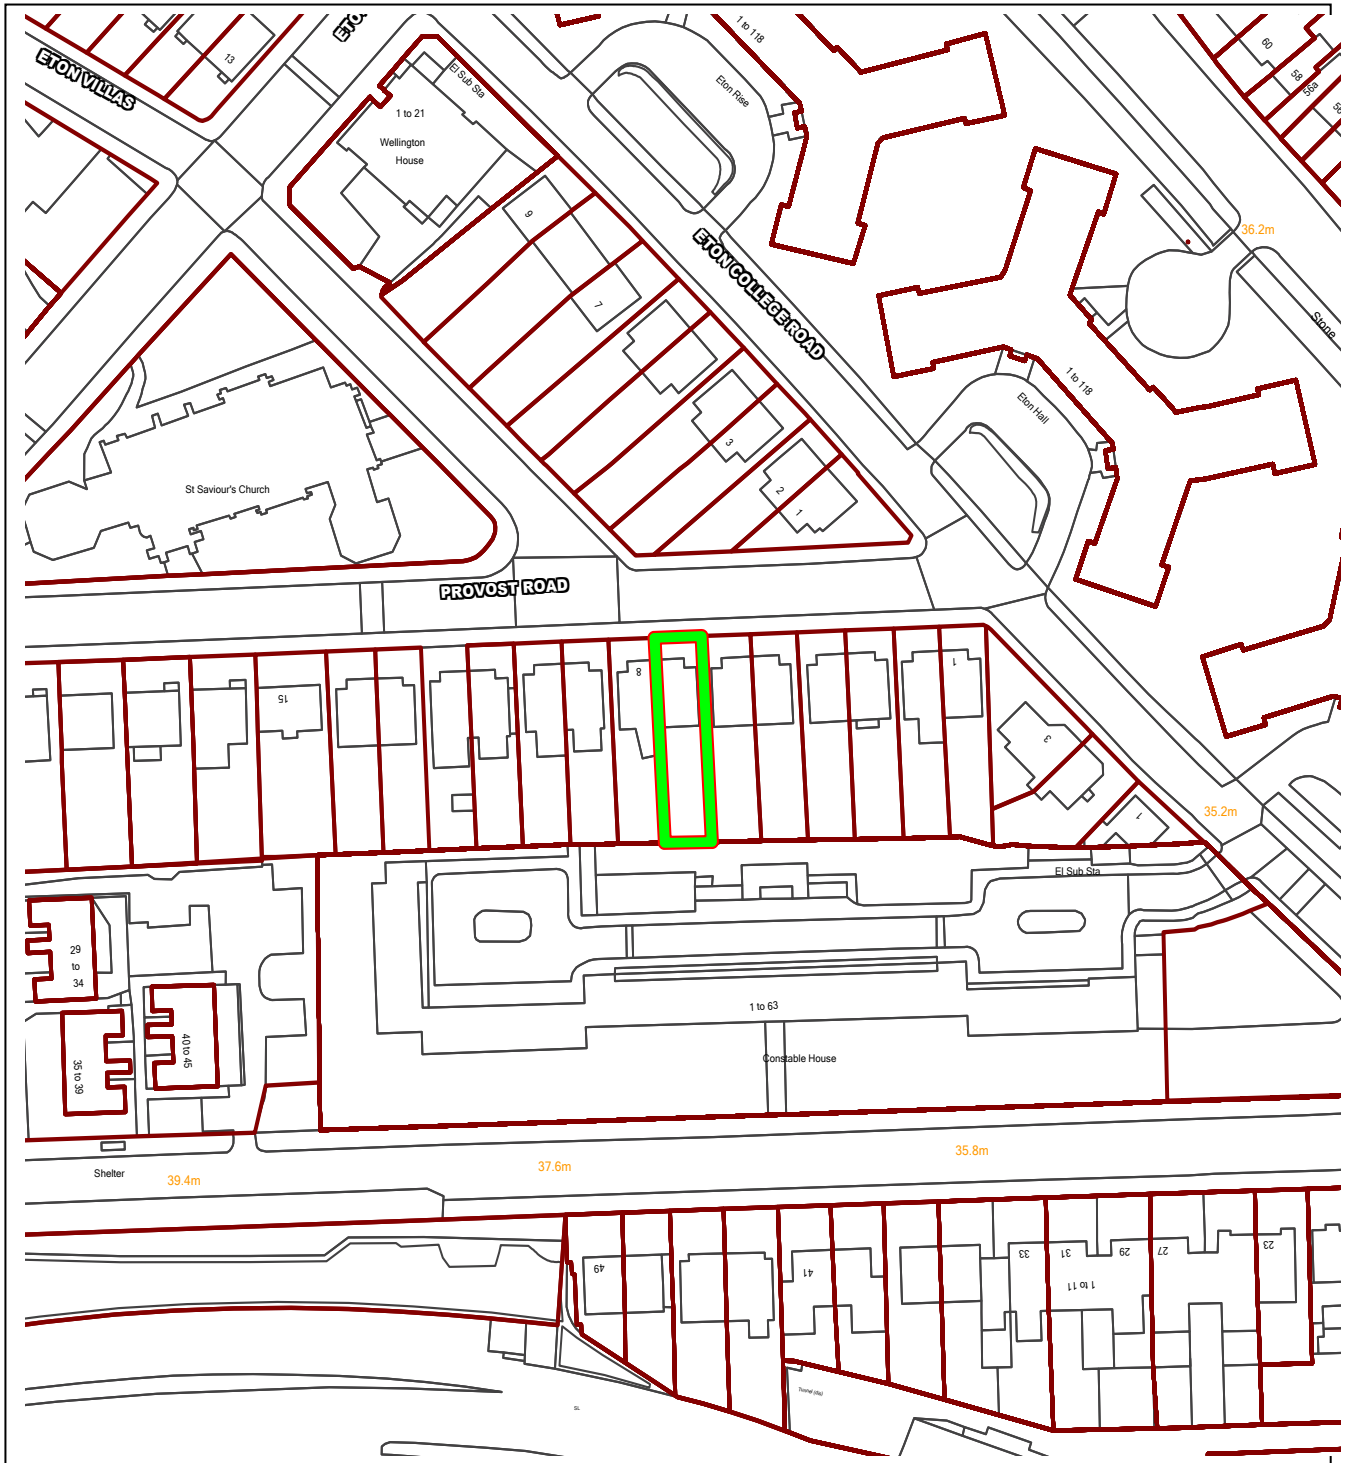 ETON VILLAS
13
El Sub Sta
1 to 21
Wellington
House
1 to 118
Eton Rise
60
58
56a
36.2m
Stone
9
7
ETON COLLEGE ROAD
3
2
1
1 to 118
Eton Hall
St Saviour's Church
PROVOST ROAD
15
8
1
3
1
35.2m
El Sub Sta
29
to
34
40 to 45
35 to 39
1 to 63
Constable House
Shelter
39.4m
37.6m
35.8m
49
41
33
31
29
27
23
1 to 11
Tunnel (dis)
SL